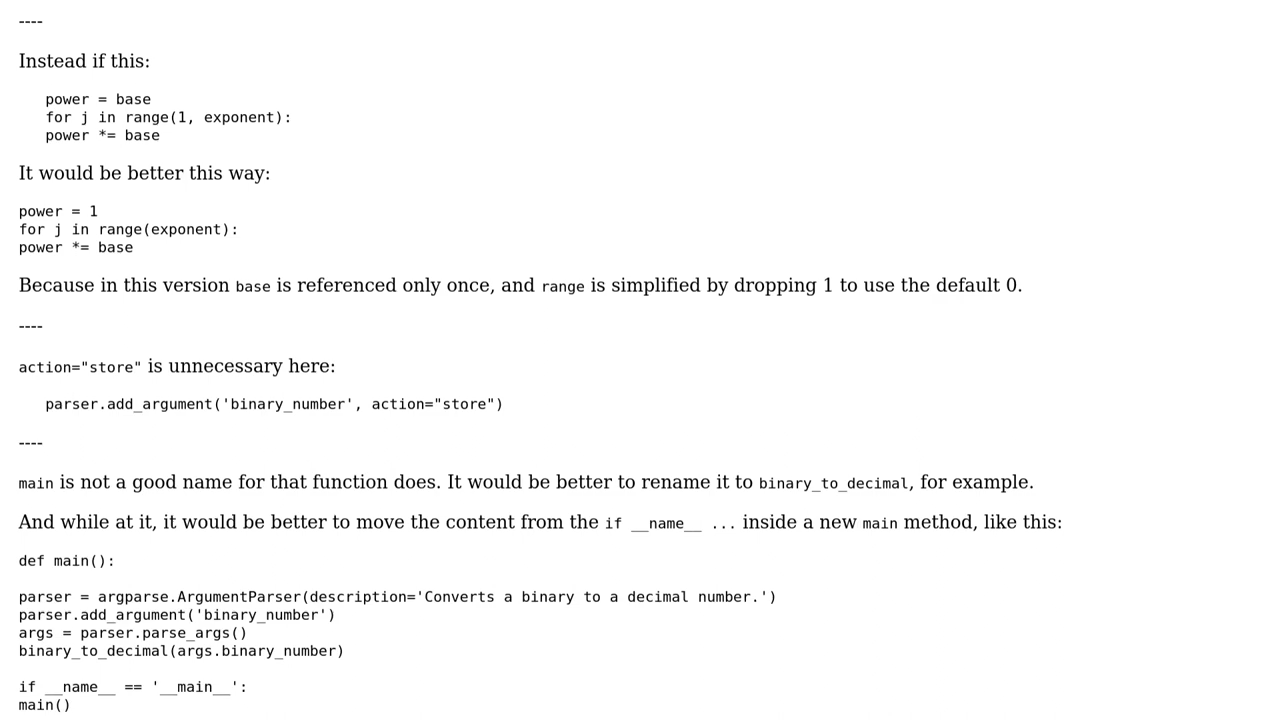 ----
Instead if this:
power = base
for j in range(1, exponent):
power *= base
It would be better this way:
power = 1
for j in range(exponent):
power *= base
Because in this version base is referenced only once, and range is simplified by dropping 1 to use the default 0.
----
action="store" is unnecessary here:
parser.add_argument('binary_number', action="store")
----
main is not a good name for that function does. It would be better to rename it to binary_to_decimal, for example.
And while at it, it would be better to move the content from the if __name__ ... inside a new main method, like this:
def main():
parser = argparse.ArgumentParser(description='Converts a binary to a decimal number.')
parser.add_argument('binary_number')
args = parser.parse_args()
binary_to_decimal(args.binary_number)
if __name__ == '__main__':
main()